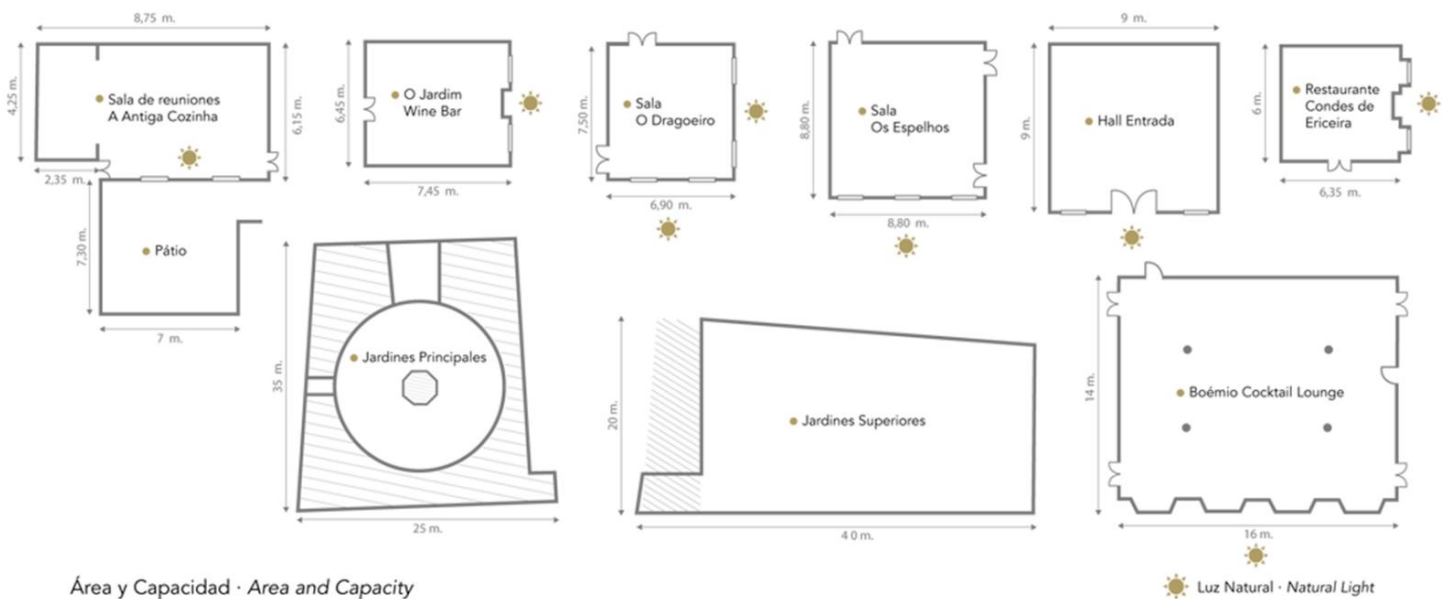 8,75 m.
4,25 m.
Sala de reuniones
A Antiga Cozinha
6,15 m.
2,35 m.
7,30 m.
Pátio
7 m.
6,45 m.
O Jardim
Wine Bar
7,45 m.
7,50 m.
Sala
O Dragoeiro
6,90 m.
8,80 m.
Sala
Os Espelhos
8,80 m.
9 m.
9 m.
Hall Entrada
6 m.
Restaurante
Condes de
Ericeira
6,35 m.
35 m.
Jardines Principales
25 m.
20 m.
Jardines Superiores
40 m.
14 m.
Boémio Cocktail Lounge
16 m.
Área y Capacidad · Area and Capacity
Luz Natural · Natural Light